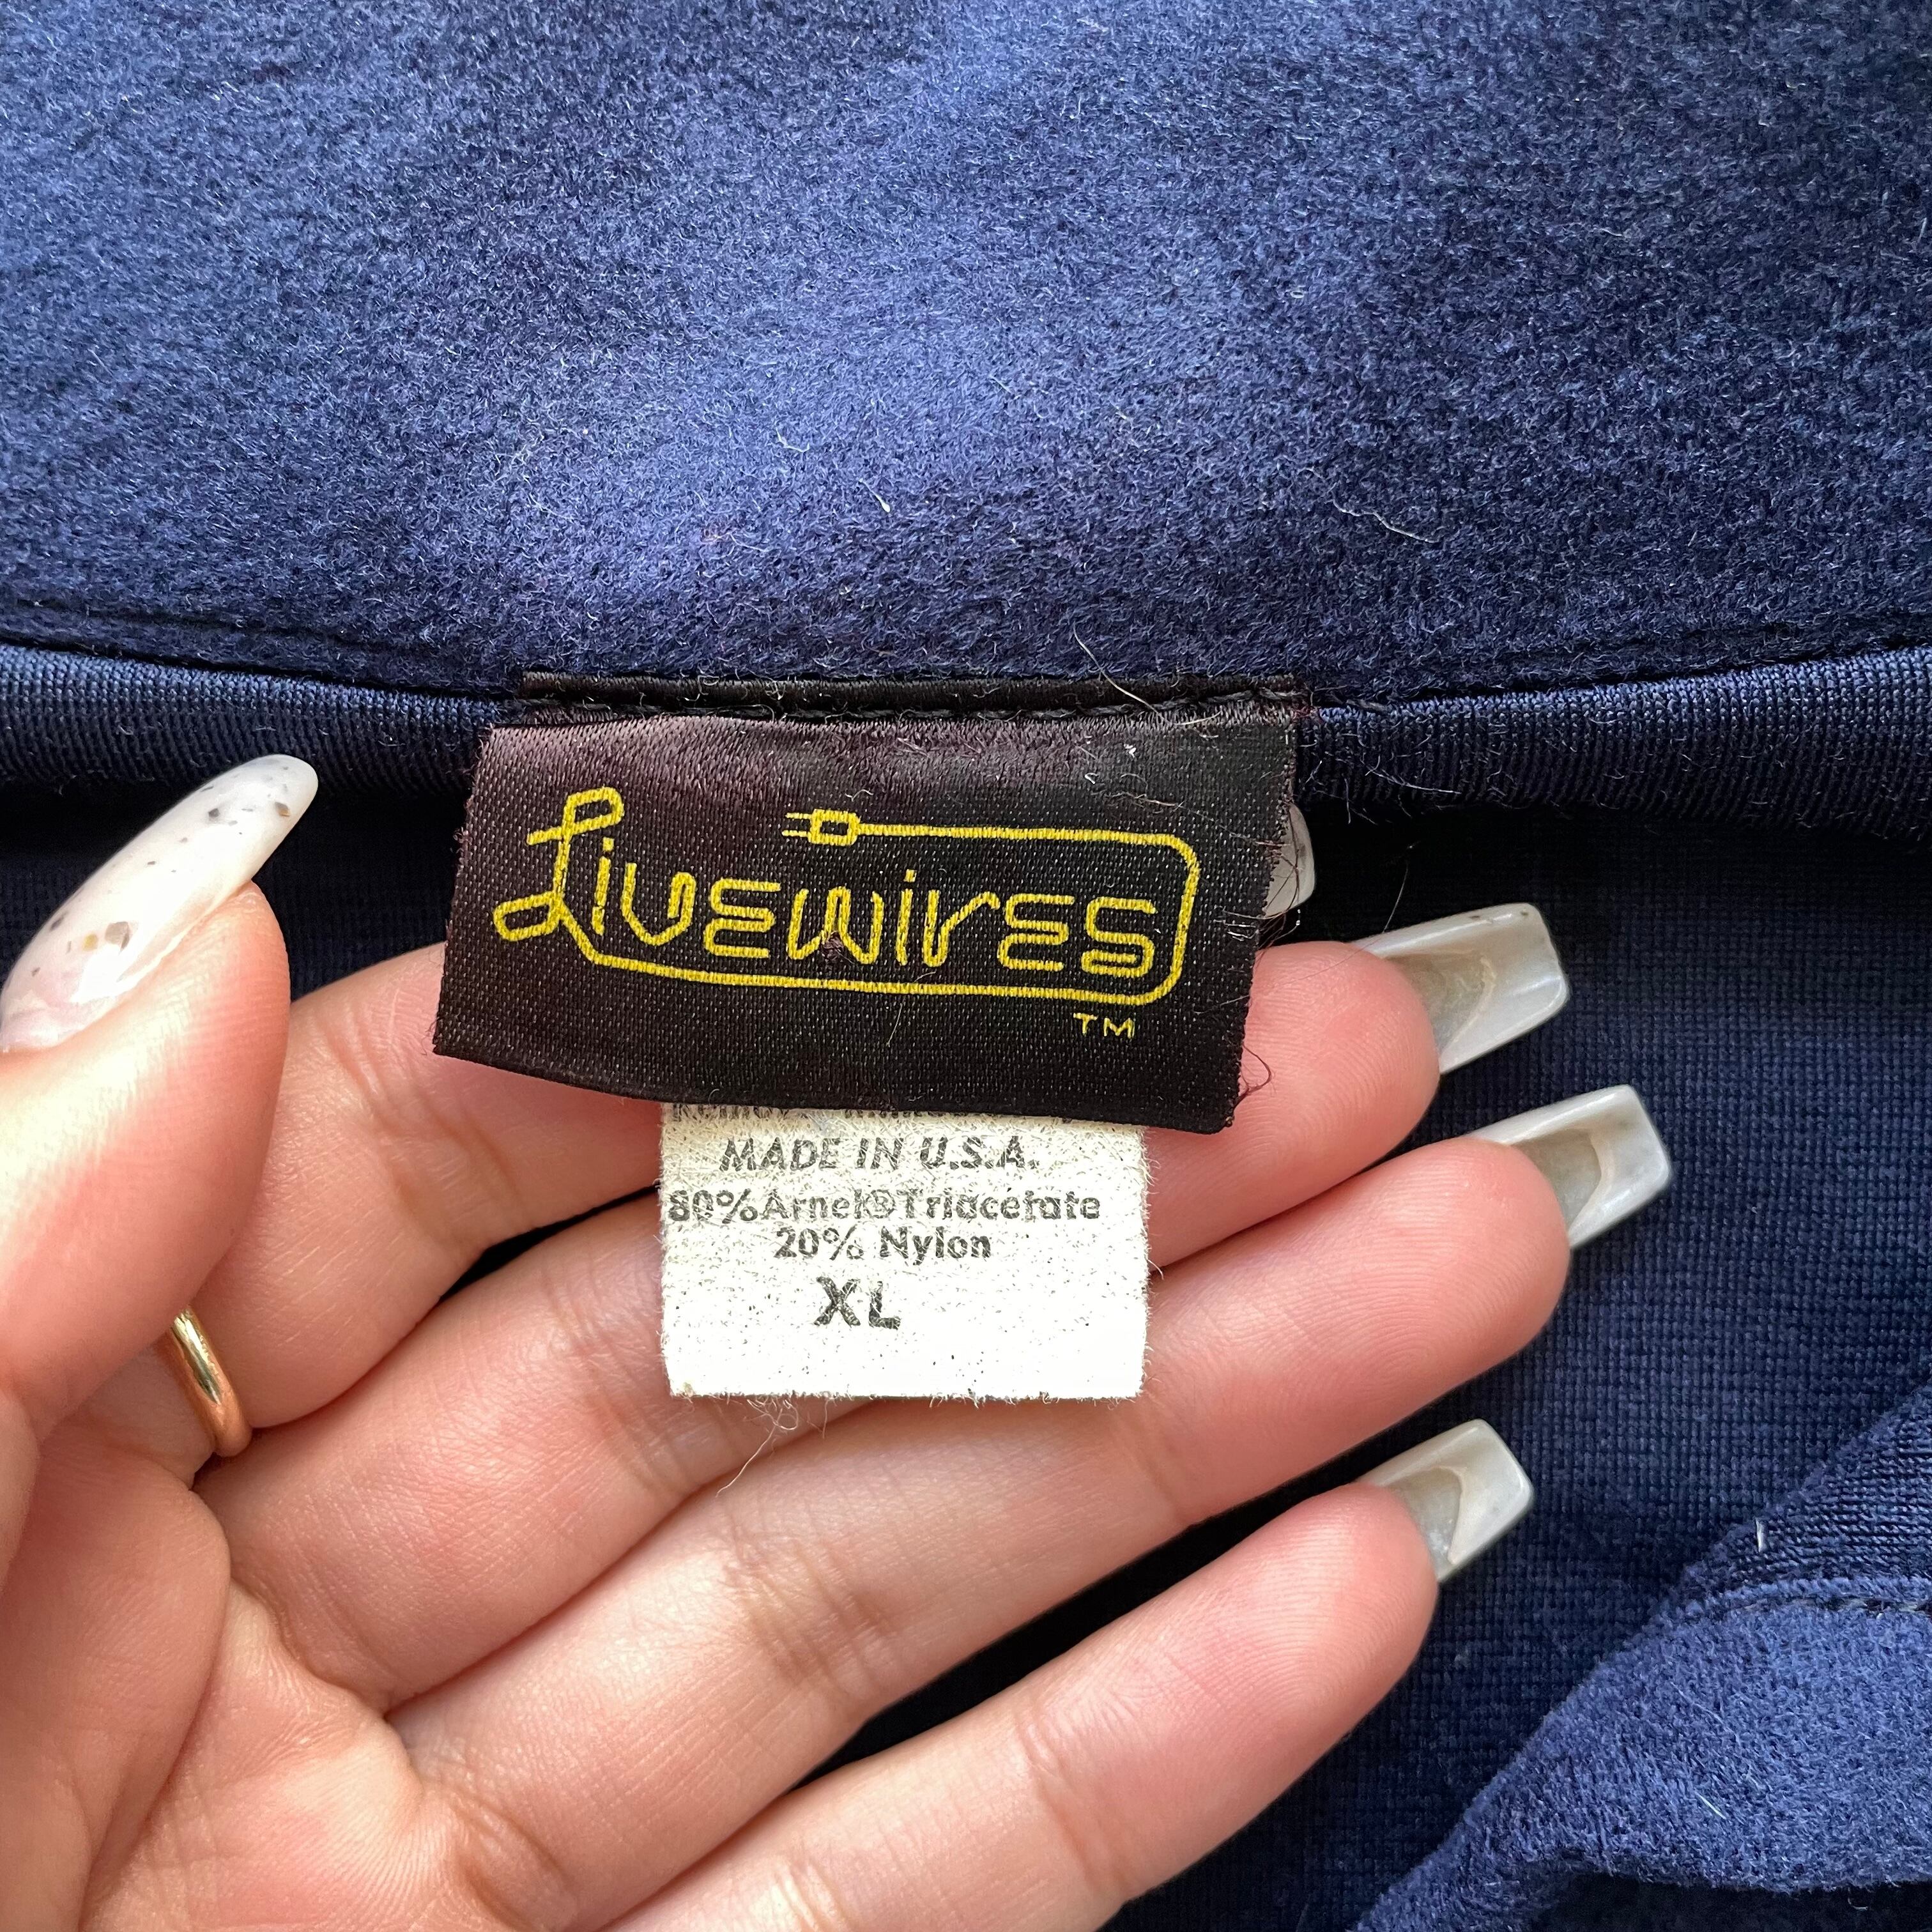 Livewires
TM
MADE IN U.S.A.
80% Arnel® Triacetate
20% Nylon
XL